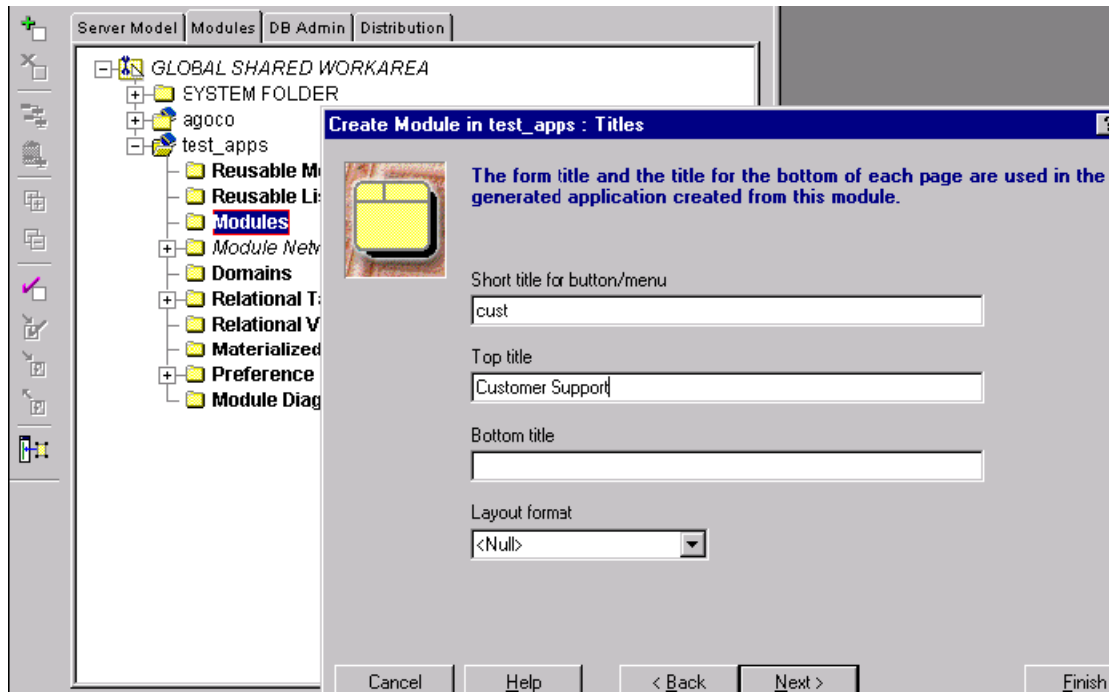 Server Model Modules DB Admin Distribution
GLOBAL SHARED WORKAREA
SYSTEM FOLDER
agoco
test_apps
Reusable M
Reusable Li
Modules
Module Netw
Domains
Relational T
Relational V
Materialized
Preference
Module Diag
Create Module in test_apps : Titles ?
The form title and the title for the bottom of each page are used in the
generated application created from this module.
Short title for button/menu
cust
Top title
Customer Support
Bottom title
Layout format
<Null>
Cancel Help < Back Next > Finish